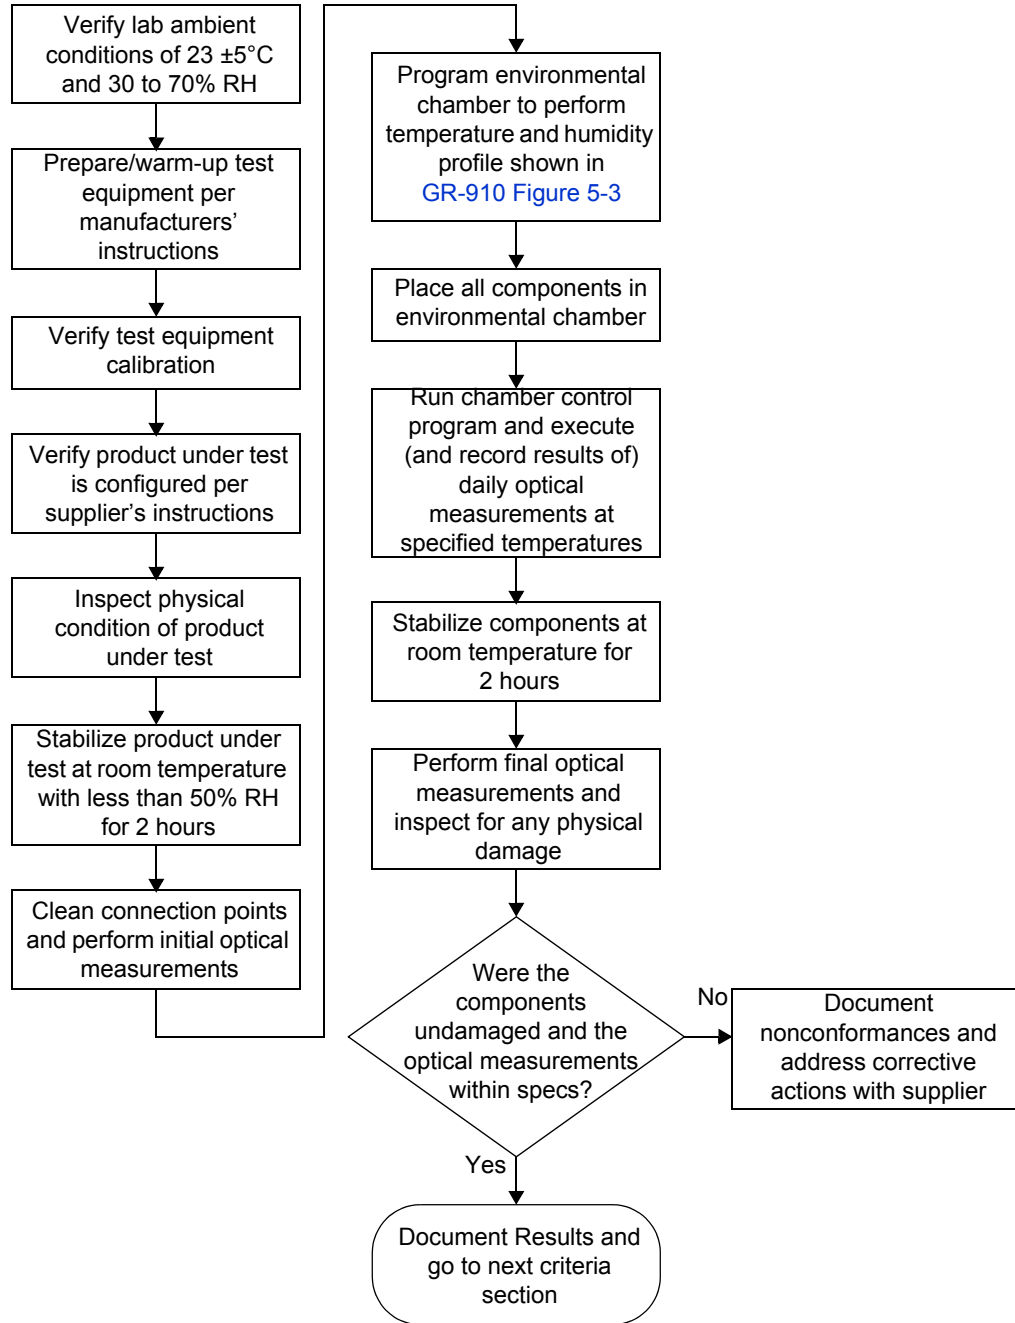 Verify lab ambient
conditions of 23 ±5°C
and 30 to 70% RH
Prepare/warm-up test
equipment per
manufacturers’
instructions
Verify test equipment
calibration
Verify product under test
is configured per
supplier’s instructions
Inspect physical
condition of product
under test
Stabilize product under
test at room temperature
with less than 50% RH
for 2 hours
Clean connection points
and perform initial optical
measurements
Program environmental
chamber to perform
temperature and humidity
profile shown in
GR-910 Figure 5-3
Place all components in
environmental chamber
Run chamber control
program and execute
(and record results of)
daily optical
measurements at
specified temperatures
Stabilize components at
room temperature for
2 hours
Perform final optical
measurements and
inspect for any physical
damage
Were the
components
undamaged and the
optical measurements
within specs?
No
Document
nonconformances and
address corrective
actions with supplier
Yes
Document Results and
go to next criteria
section